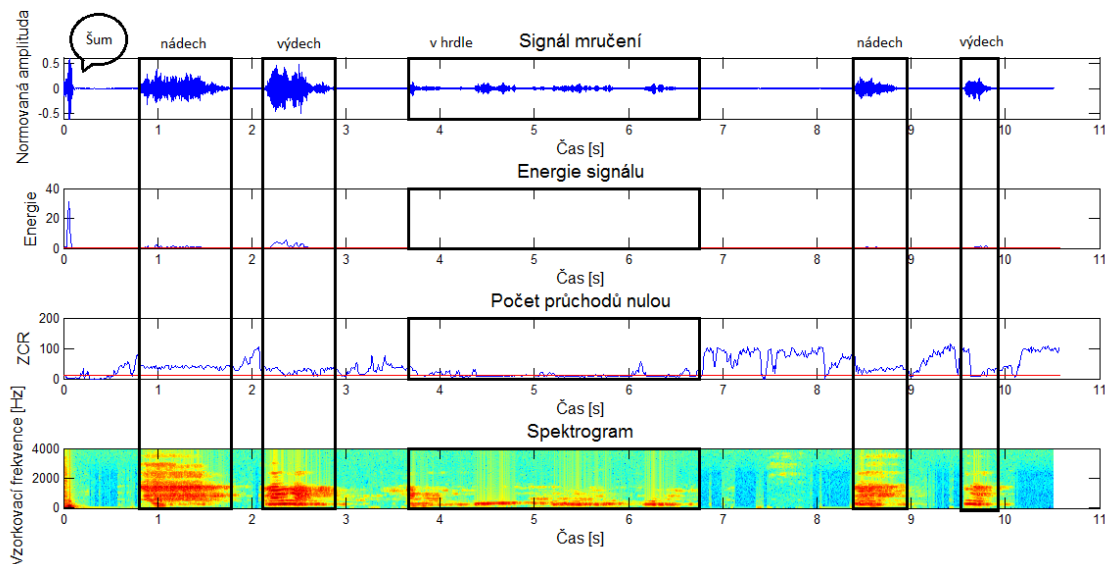 Šum
nádech
výdech
v hrdle
Signál mručení
nádech
výdech
Normovaná amplituda
0.5
0
-0.5
0 1 2 3 4 5 6 7 8 9 10 11
Čas [s]
Energie signálu
Energie
40
20
0
0 1 2 3 4 5 6 7 8 9 10 11
Čas [s]
Počet průchodů nulou
ZCR
200
100
0
0 1 2 3 4 5 6 7 8 9 10 11
Čas [s]
Spektrogram
Vzorkovací frekvence [Hz]
4000
2000
0
0 1 2 3 4 5 6 7 8 9 10 11
Čas [s]